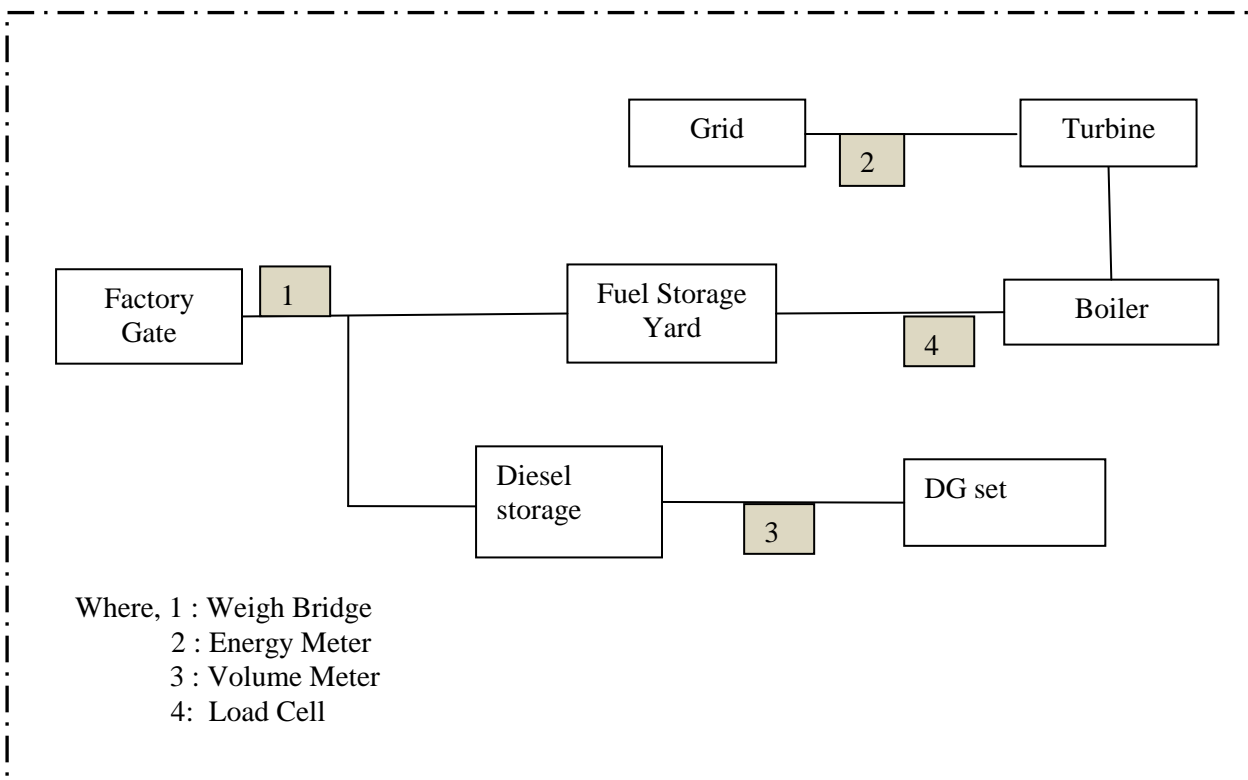 Grid
Turbine
2
Factory
Gate
1
Fuel Storage
Yard
Boiler
4
Diesel
storage
DG set
3
Where, 1 : Weigh Bridge
2 : Energy Meter
3 : Volume Meter
4:  Load Cell